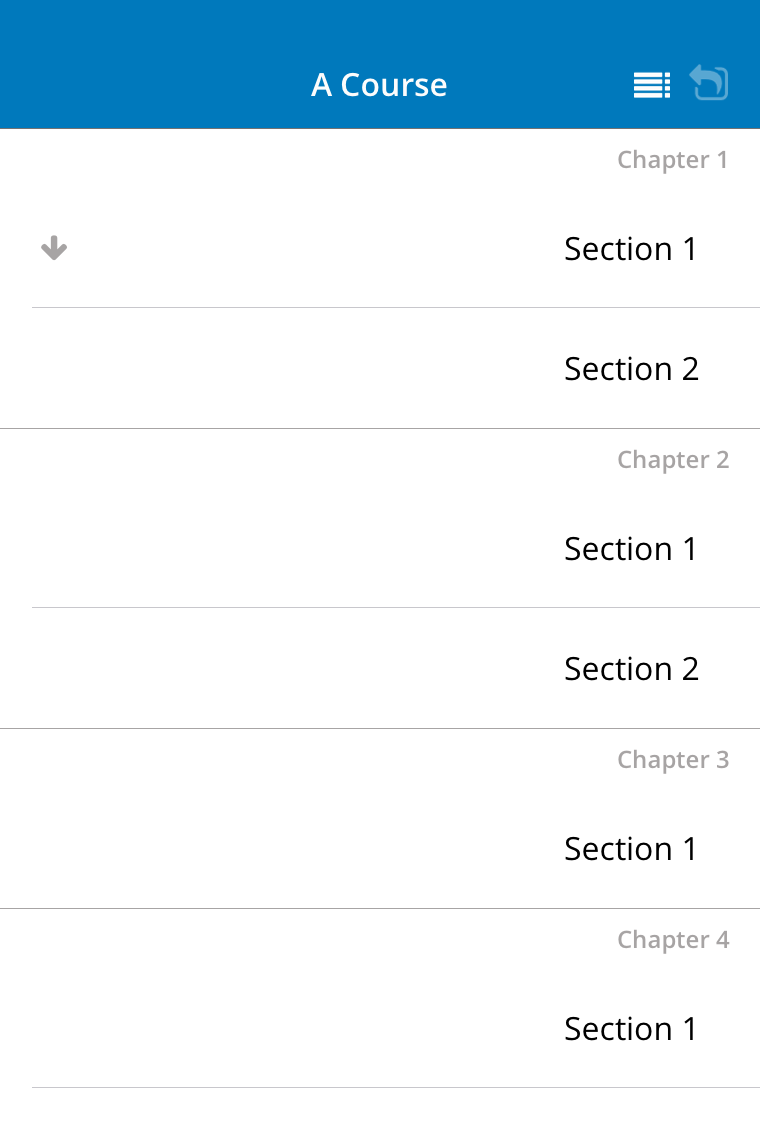 A Course
Chapter 1
Section 1
Section 2
Chapter 2
Section 1
Section 2
Chapter 3
Section 1
Chapter 4
Section 1